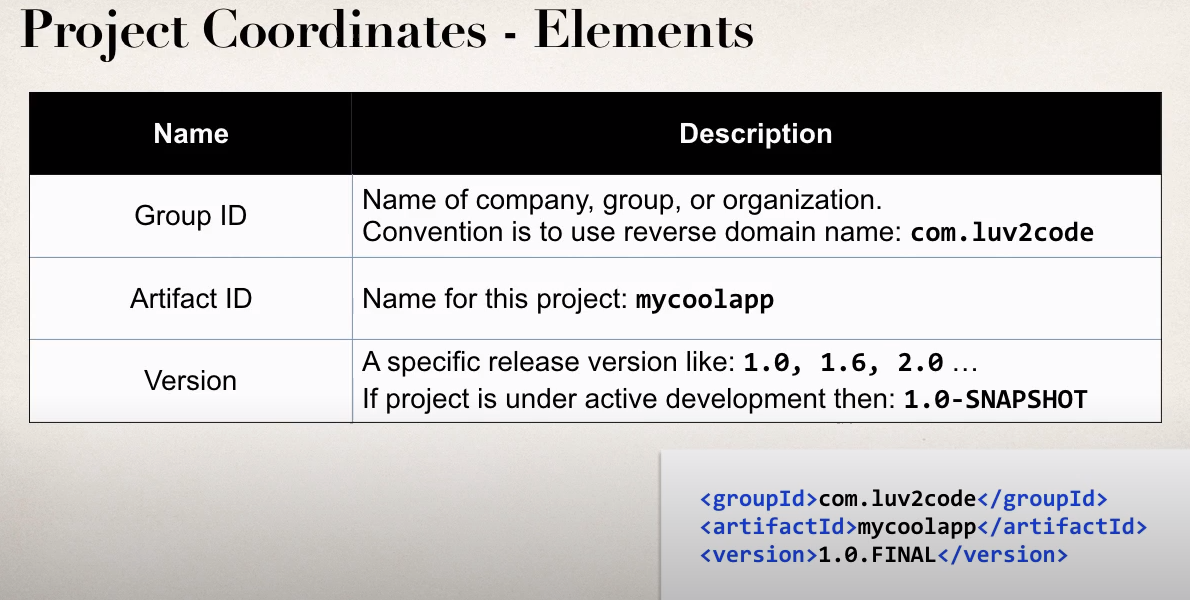 Project Coordinates - Elements
Name
Description
Group ID
Name of company, group, or organization.
Convention is to use reverse domain name: com.luv2code
Artifact ID
Name for this project: mycoolapp
Version
A specific release version like: 1.0, 1.6, 2.0 …
If project is under active development then: 1.0-SNAPSHOT
<groupId>com.luv2code</groupId>
<artifactId>mycoolapp</artifactId>
<version>1.0.FINAL</version>